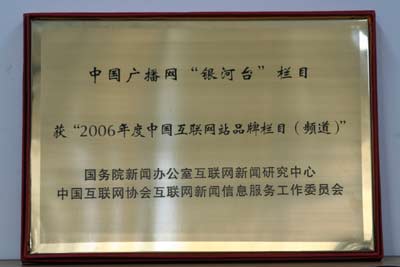 中国广播网“银河台”栏目
获“2006年度中国互联网站品牌栏目（频道）”
国务院新闻办公室互联网新闻研究中心
中国互联网协会互联网新闻信息服务工作委员会